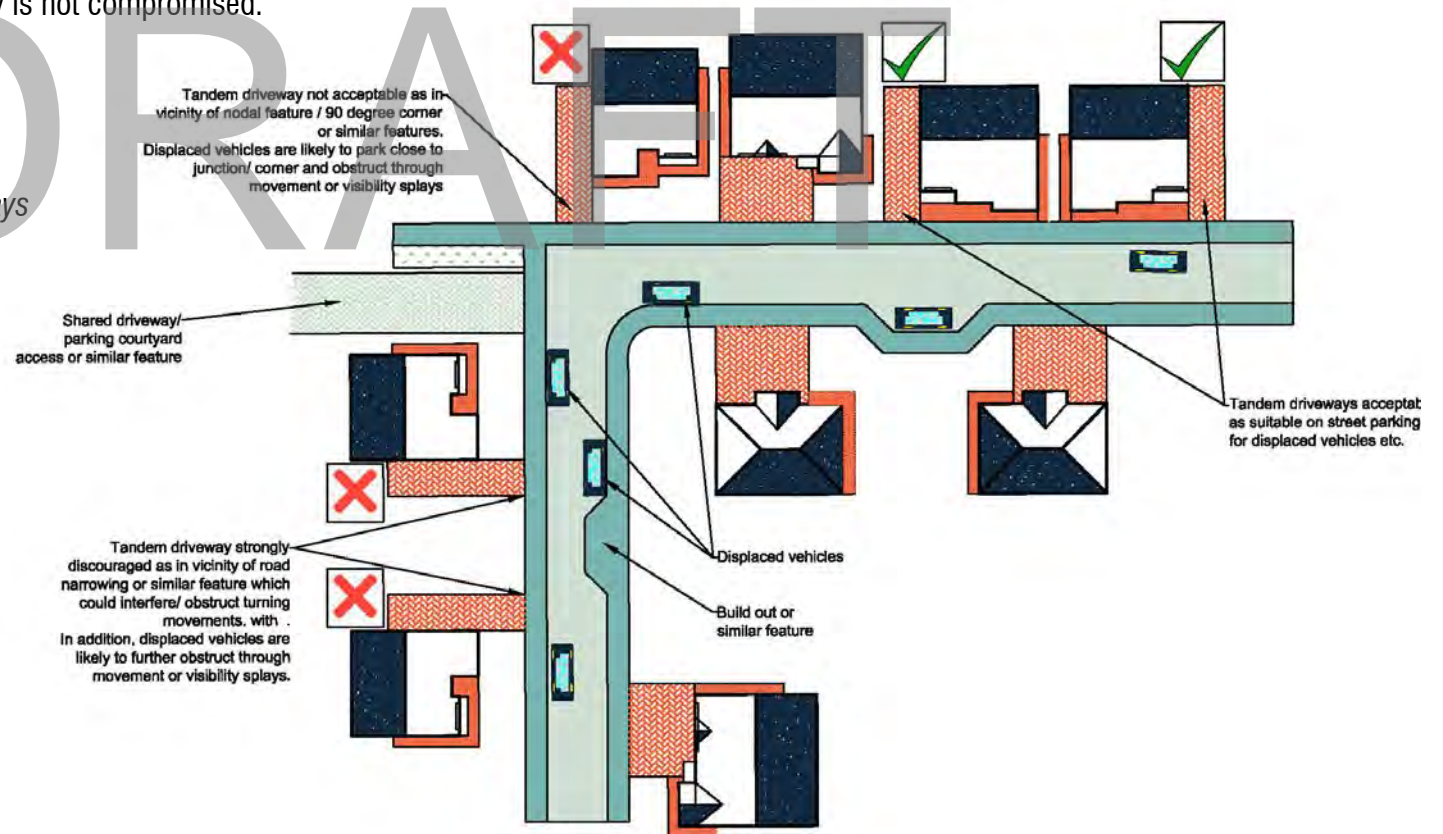 y is not compromised.
DRAFT
ys
Tandem driveway not acceptable as in
vicinity of nodal feature / 90 degree corner
or similar features.
Displaced vehicles are likely to park close to
junction/ corner and obstruct through
movement or visibility splays
Shared driveway/
parking courtyard
access or similar feature
Tandem driveways acceptab
as suitable on street parking
for displaced vehicles etc.
Tandem driveway strongly
discouraged as in vicinity of road
narrowing or similar feature which
could interfere/ obstruct turning
movements. with .
In addition, displaced vehicles are
likely to further obstruct through
movement or visibility splays.
Displaced vehicles
Build out or
similar feature